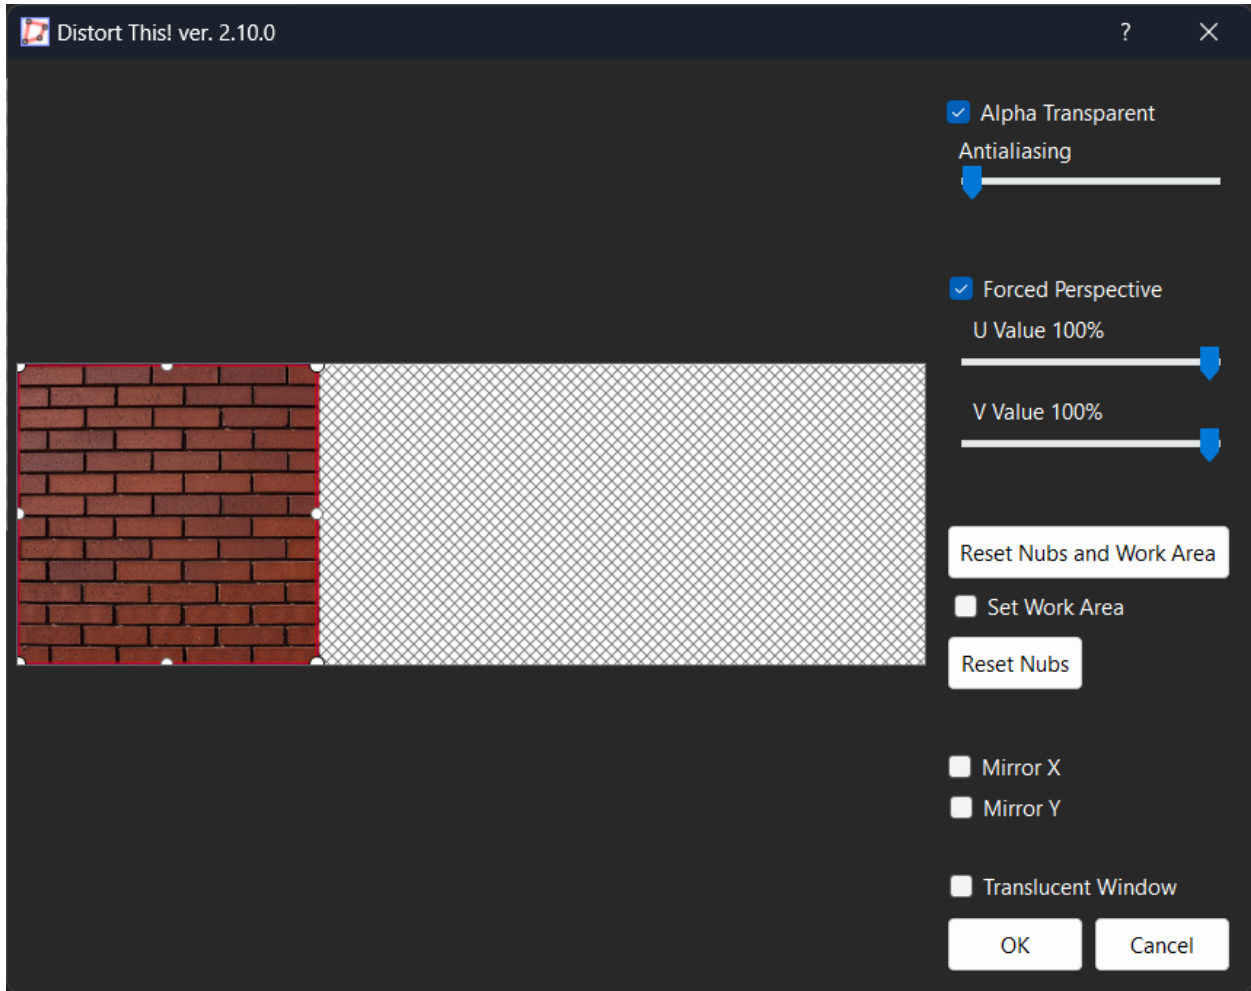 Distort This! ver. 2.10.0
?
Alpha Transparent
Antialiasing
Forced Perspective
U Value 100%
V Value 100%
Reset Nubs and Work Area
Set Work Area
Reset Nubs
Mirror X
Mirror Y
Translucent Window
OK
Cancel